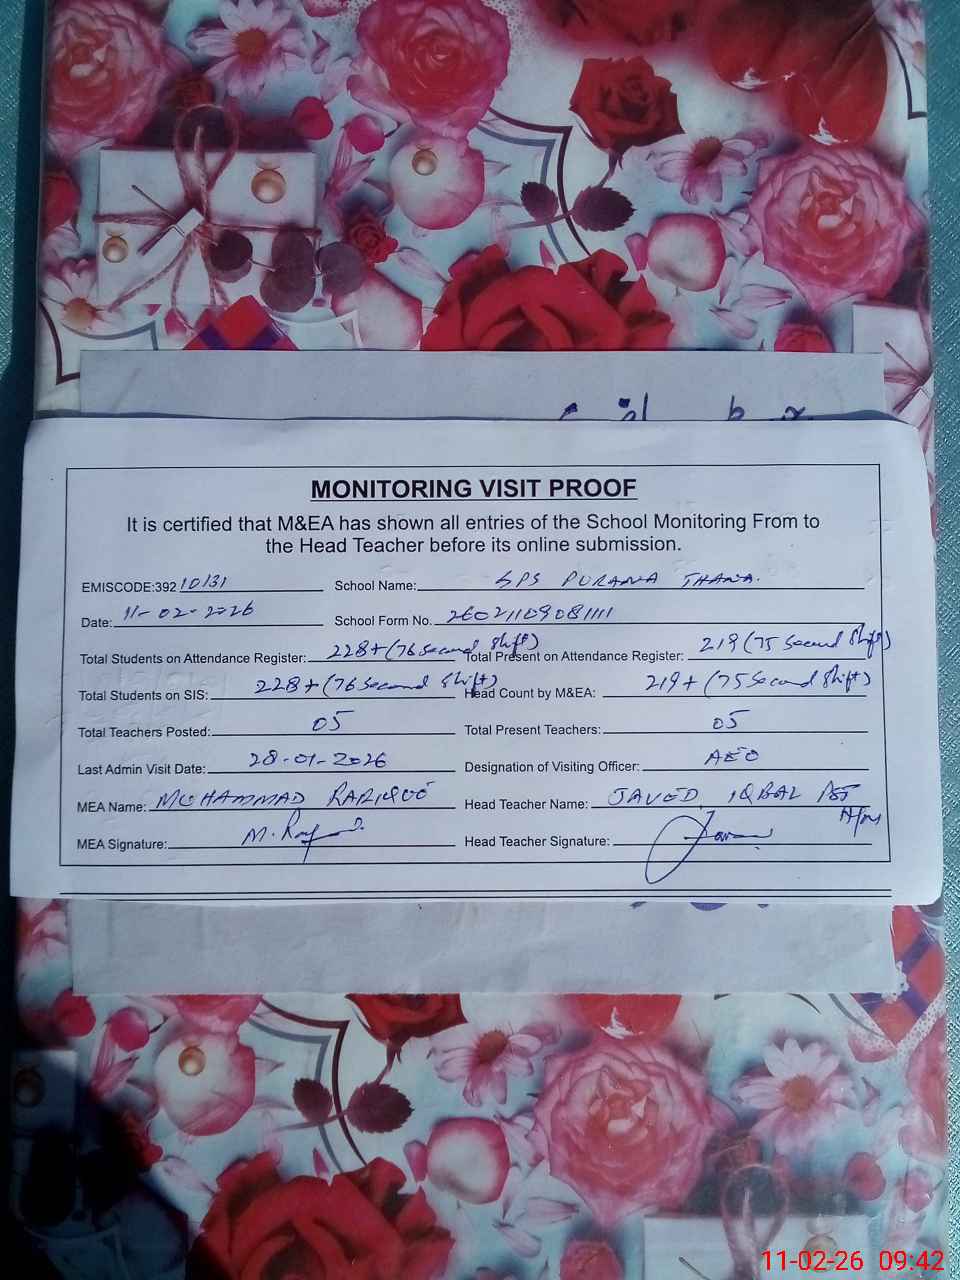 MONITORING VISIT PROOF
It is certified that M&EA has shown all entries of the School Monitoring From to
the Head Teacher before its online submission.
EMISCODE:392 10131 School Name: SPS PURANA THANA.
Date: 11-02-2026 School Form No. 26021109081111
Total Students on Attendance Register: 228+(76 Second Shift) Total Present on Attendance Register: 219 (75 Second Shift)
Total Students on SIS: 228+(76 Second Shift) Head Count by M&EA: 219+(75 Second Shift)
Total Teachers Posted: 05 Total Present Teachers: 05
Last Admin Visit Date: 28-01-2026 Designation of Visiting Officer: AEO
MEA Name: MUHAMMAD Head Teacher Name: JAVED IQBAL PST
MEA Signature: Head Teacher Signature:
11-02-26 09:42